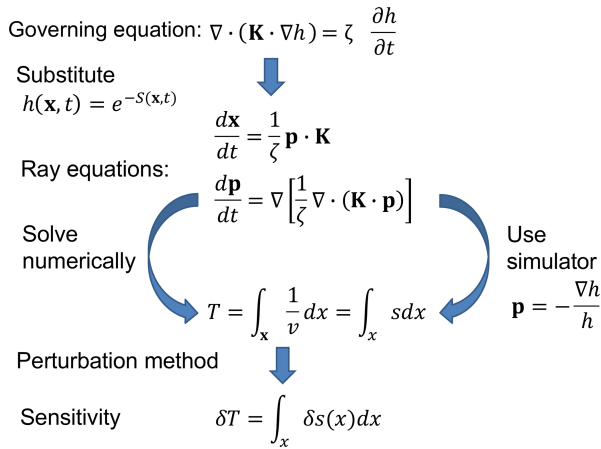 Governing equation: ∇ · (𝐊 · ∇h) = ζ ∂h/∂t
Substitute
h(𝐱, t) = e^{−S(𝐱,t)}
d𝐱/dt = 1/ζ 𝐩 · 𝐊
Ray equations:
d𝐩/dt = ∇[1/ζ ∇ · (𝐊 · 𝐩)]
Solve
numerically
Use
simulator
T = ∫_𝐱 1/v dx = ∫_x sdx
𝐩 = −∇h/h
Perturbation method
Sensitivity
δT = ∫_x δs(x)dx